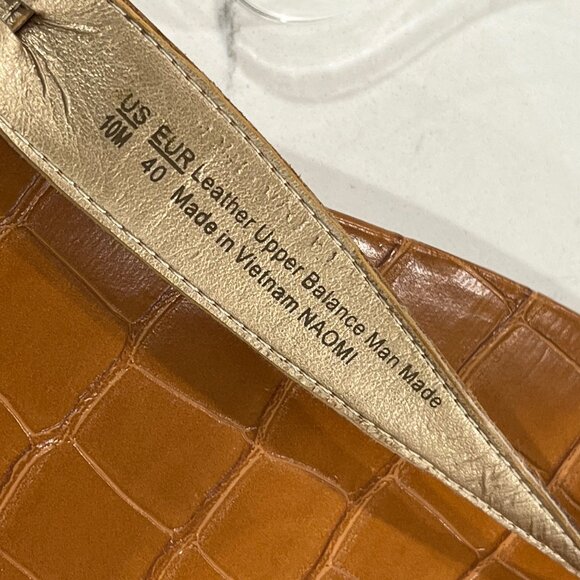 US EUR Leather Upper Balance Man Made
10M 40 Made in Vietnam NAOMI